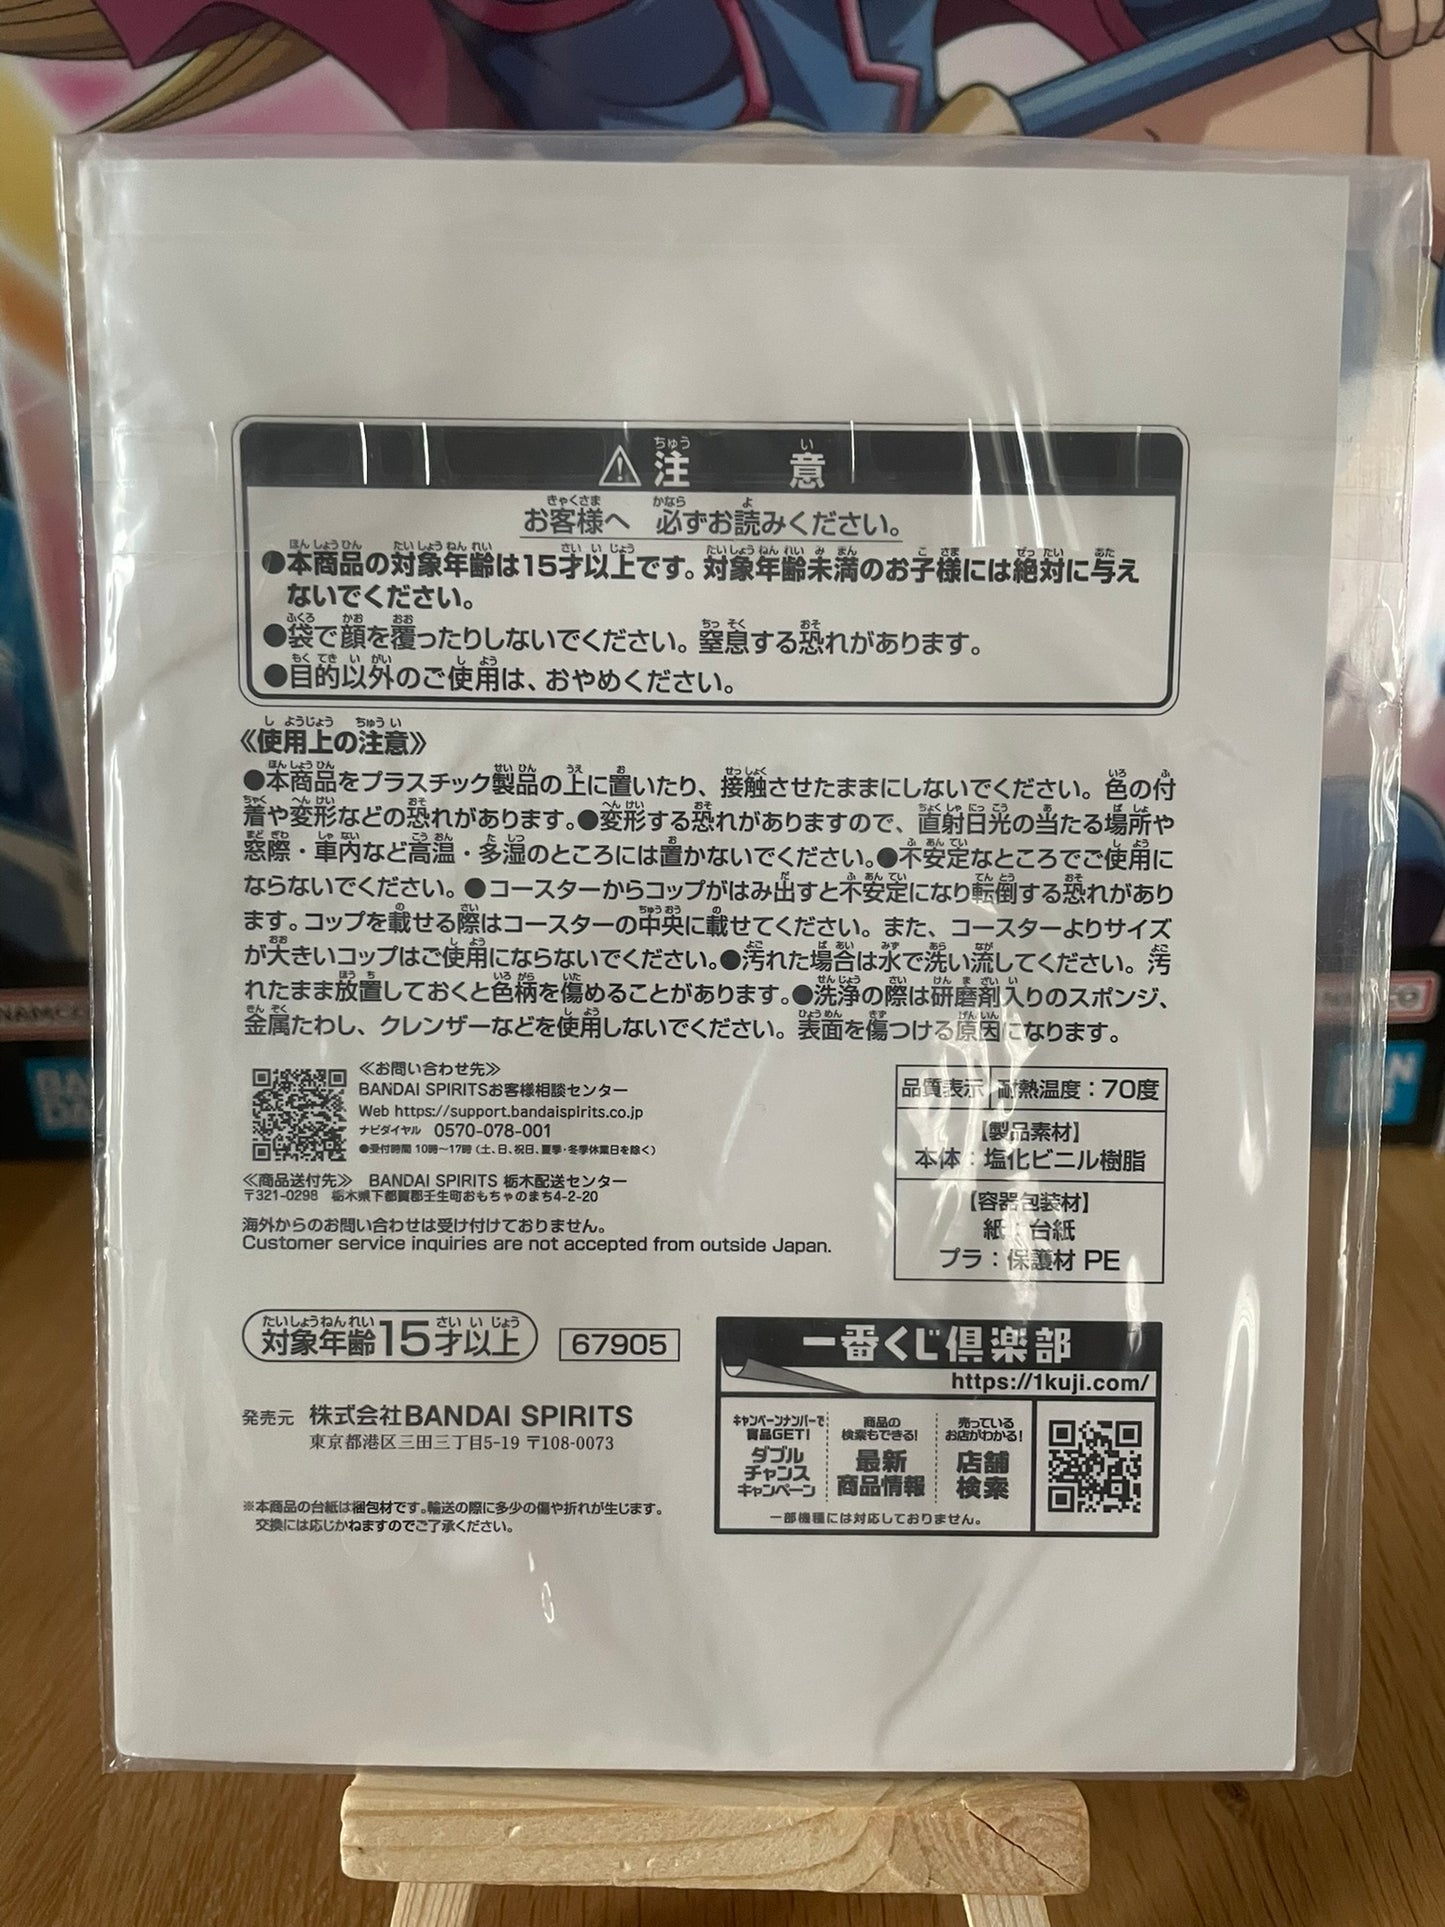 ⚠注意
お客様へ 必ずお読みください。
●本商品の対象年齢は15才以上です。対象年齢未満のお子様には絶対に与え
ないでください。
●袋で顔を覆ったりしないでください。窒息する恐れがあります。
●目的以外のご使用は、おやめください。
《使用上の注意》
●本商品をプラスチック製品の上に置いたり、接触させたままにしないでください。色の付
着や変形などの恐れがあります。●変形する恐れがありますので、直射日光の当たる場所や
窓際・車内など高温・多湿のところには置かないでください。●不安定なところでご使用に
ならないでください。●コースターからコップがはみ出すと不安定になり転倒する恐れがあり
ます。コップを載せる際はコースターの中央に載せてください。また、コースターよりサイズ
が大きいコップはご使用にならないでください。●汚れた場合は水で洗い流してください。汚
れたまま放置しておくと色柄を傷めることがあります。●洗浄の際は研磨剤入りのスポンジ、
金属たわし、クレンザーなどを使用しないでください。表面を傷つける原因になります。
≪お問い合わせ先≫
BANDAI SPIRITSお客様相談センター
Web https://support.bandaispirits.co.jp
ナビダイヤル 0570-078-001
●受付時間 10時〜17時（土、日、祝日、夏季・冬季休業日を除く）
≪商品送付先≫ BANDAI SPIRITS 栃木配送センター
〒321-0298 栃木県下都賀郡壬生町おもちゃのまち4-2-20
海外からのお問い合わせは受け付けておりません。
Customer service inquiries are not accepted from outside Japan.
品質表示 耐熱温度：70度
【製品素材】
本体：塩化ビニル樹脂
【容器包装材】
紙：台紙
プラ：保護材 PE
対象年齢15才以上
67905
発売元 株式会社BANDAI SPIRITS
東京都港区三田三丁目5-19 〒108-0073
※本商品の台紙は梱包材です。輸送の際に多少の傷や折れが生じます。
交換には応じかねますのでご了承ください。
一番くじ倶楽部
https://1kuji.com/
キャンペーンナンバーで
賞品GET!
ダブル
チャンス
キャンペーン
商品の
検索もできる!
最新
商品情報
売っている
お店がわかる!
店舗
検索
一部機種には対応しておりません。